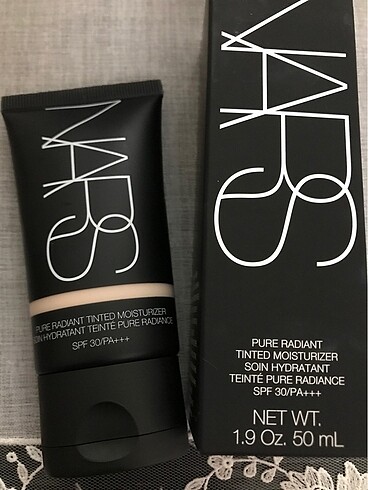 NARS
PURE RADIANT TINTED MOISTURIZER
SOIN HYDRATANT TEINTÉ PURE RADIANCE
SPF 30/PA+++
NARS
PURE RADIANT
TINTED MOISTURIZER
SOIN HYDRATANT
TEINTÉ PURE RADIANCE
SPF 30/PA+++
NET WT.
1.9 Oz. 50 mL